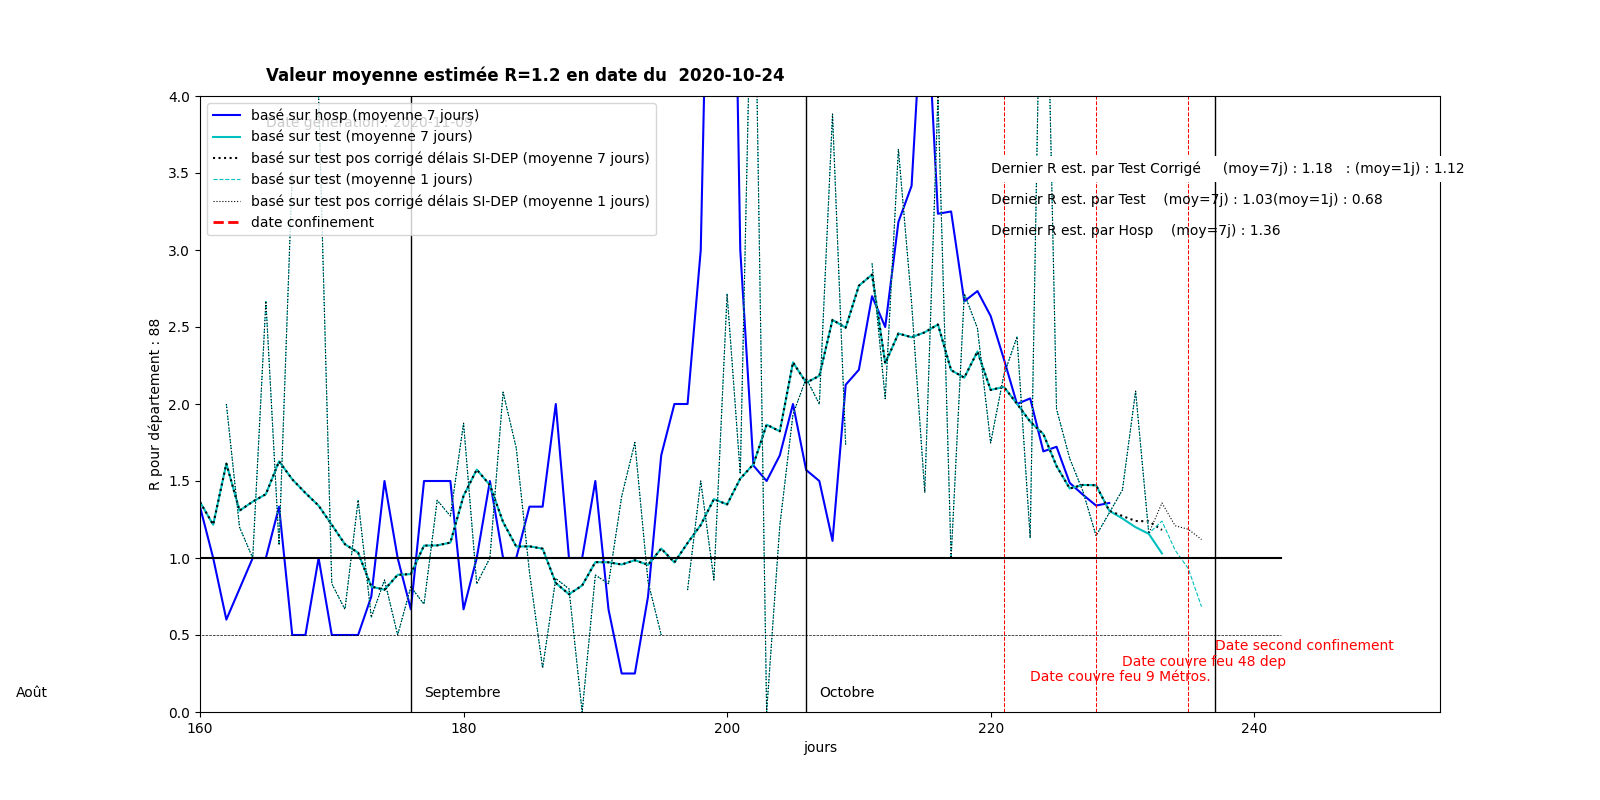 Valeur moyenne estimée R=1.2 en date du  2020-10-24
4.0
3.5
3.0
2.5
2.0
1.5
1.0
0.5
0.0
R pour département : 88
basé sur hosp (moyenne 7 jours)
Date génération : 2020-11-09
basé sur test (moyenne 7 jours)
basé sur test pos corrigé délais SI-DEP (moyenne 7 jours)
basé sur test (moyenne 1 jours)
basé sur test pos corrigé délais SI-DEP (moyenne 1 jours)
date confinement
Dernier R est. par Test Corrigé     (moy=7j) : 1.18   : (moy=1j) : 1.12
Dernier R est. par Test    (moy=7j) : 1.03(moy=1j) : 0.68
Dernier R est. par Hosp    (moy=7j) : 1.36
Date second confinement
Date couvre feu 48 dep
Date couvre feu 9 Métros.
Août
Septembre
Octobre
160
180
200
220
240
jours